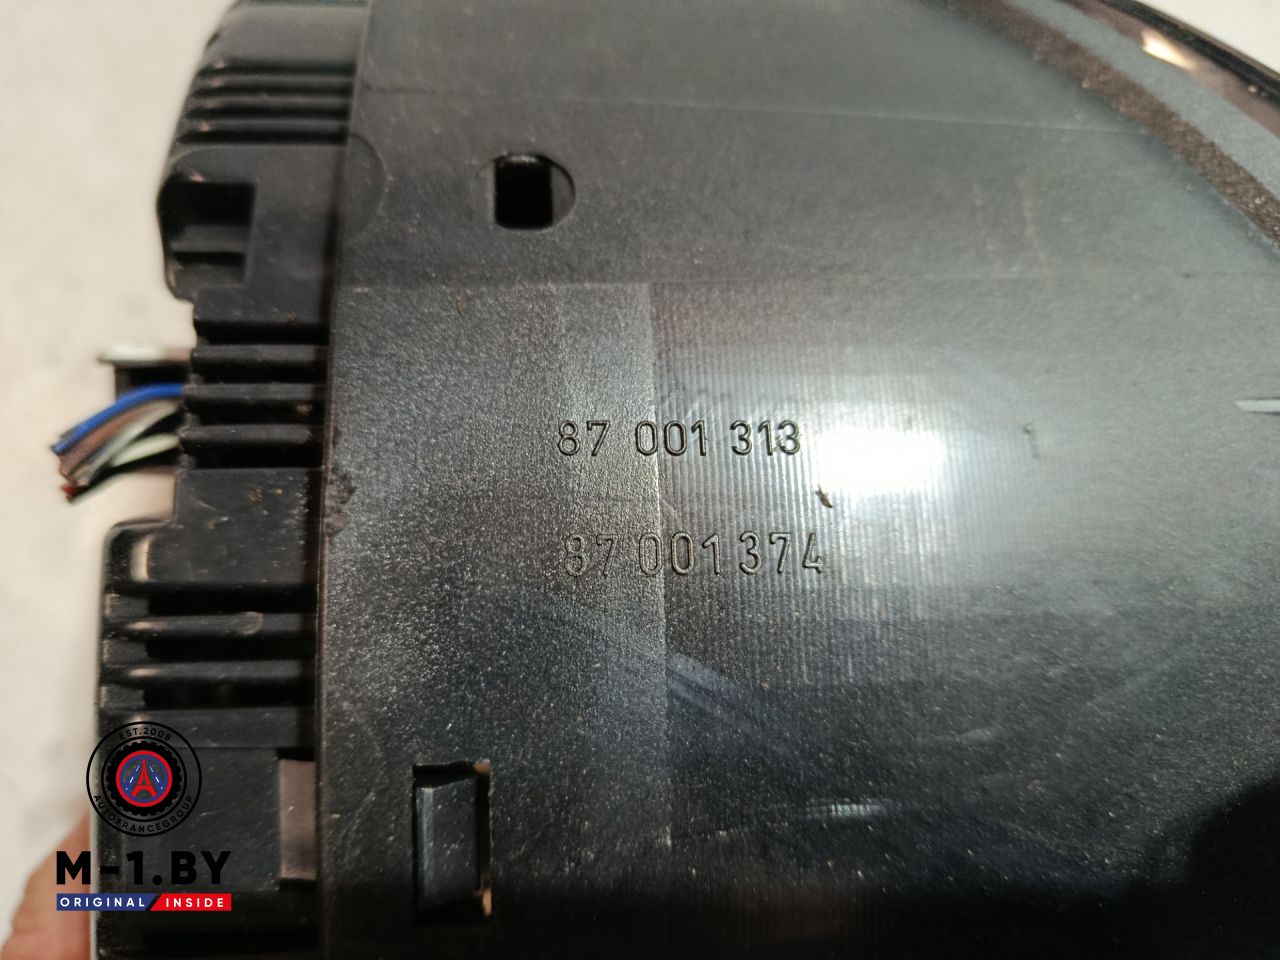 87 001 313
87 001 374
EST.2008
AUTOFRANCEGROUP
M-1.BY
ORIGINAL INSIDE